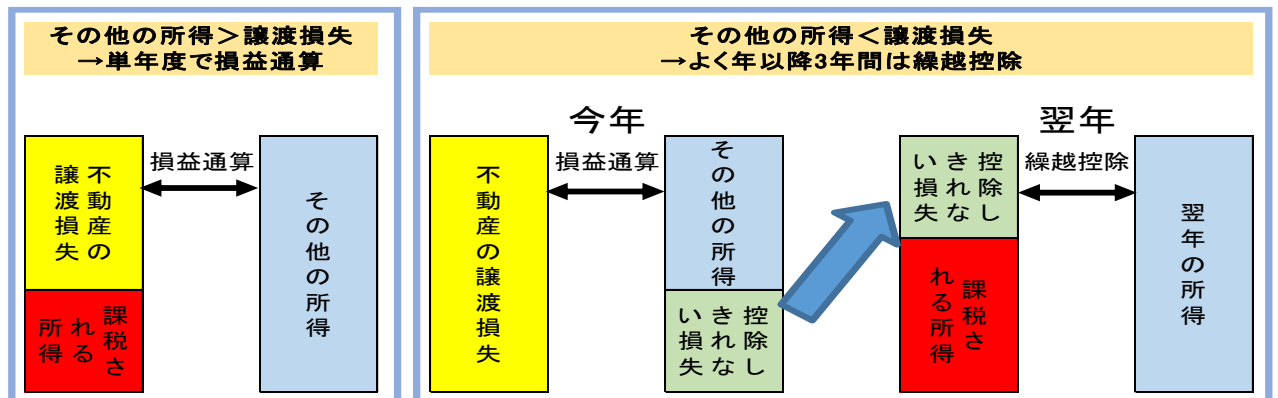 その他の所得＞譲渡損失
→単年度で損益通算
不動産の
譲渡損失
損益通算
その他の所得
課税さ
れる
所得
その他の所得＜譲渡損失
→よく年以降3年間は繰越控除
今年
不動産の譲渡損失
損益通算
その他の所得
控除し
きれな
い損失
翌年
控除し
きれな
い損失
繰越控除
翌年の所得
課税さ
れる所得